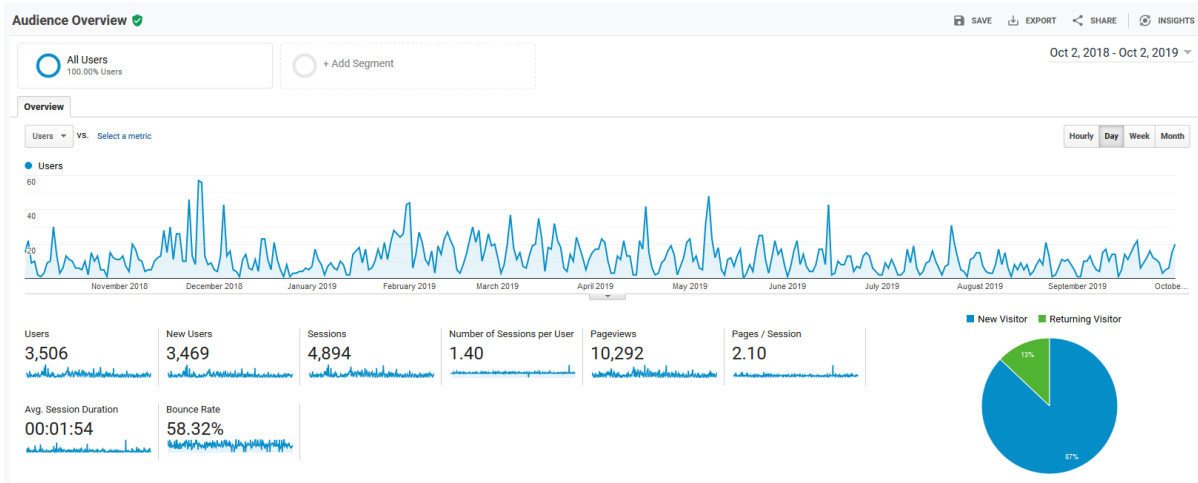 Audience Overview
SAVE EXPORT SHARE INSIGHTS
All Users
100.00% Users
+ Add Segment
Oct 2, 2018 - Oct 2, 2019
Overview
Users VS. Select a metric
Hourly Day Week Month
Users
60
40
20
November 2018 December 2018 January 2019 February 2019 March 2019 April 2019 May 2019 June 2019 July 2019 August 2019 September 2019 Octobe...
New Visitor Returning Visitor
Users
3,506
New Users
3,469
Sessions
4,894
Number of Sessions per User
1.40
Pageviews
10,292
Pages / Session
2.10
Avg. Session Duration
00:01:54
Bounce Rate
58.32%
13%
87%